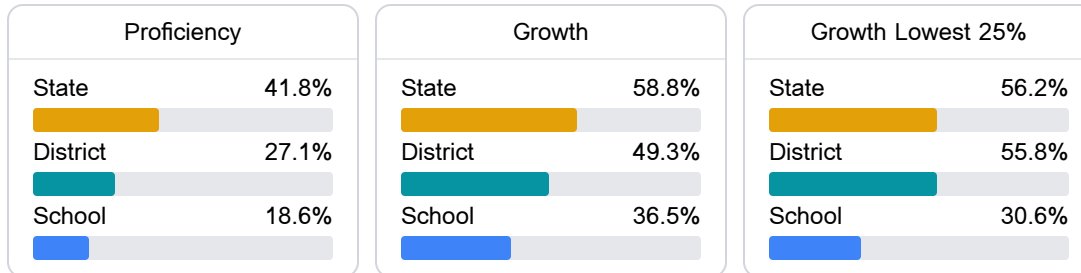 Proficiency
State 41.8%
District 27.1%
School 18.6%
Growth
State 58.8%
District 49.3%
School 36.5%
Growth Lowest 25%
State 56.2%
District 55.8%
School 30.6%